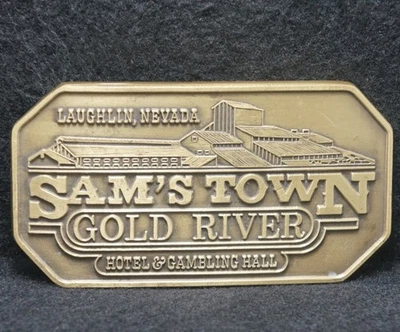 LAUGHLIN, NEVADA
SAM'S TOWN
GOLD RIVER
HOTEL & GAMBLING HALL